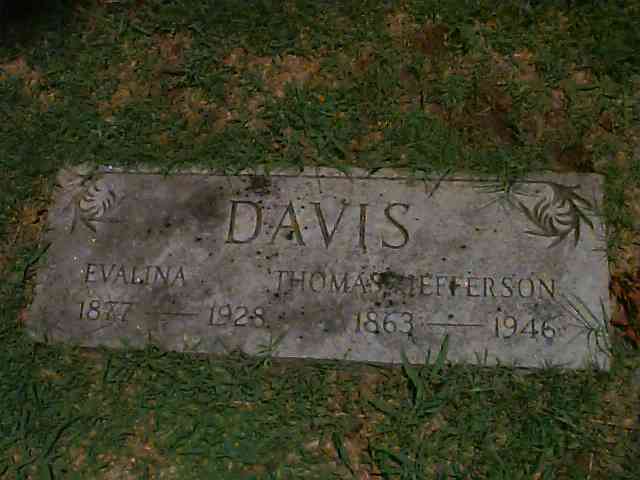 DAVIS
EVALINA THOMAS JEFFERSON
1877 — 1928 1863 — 1946